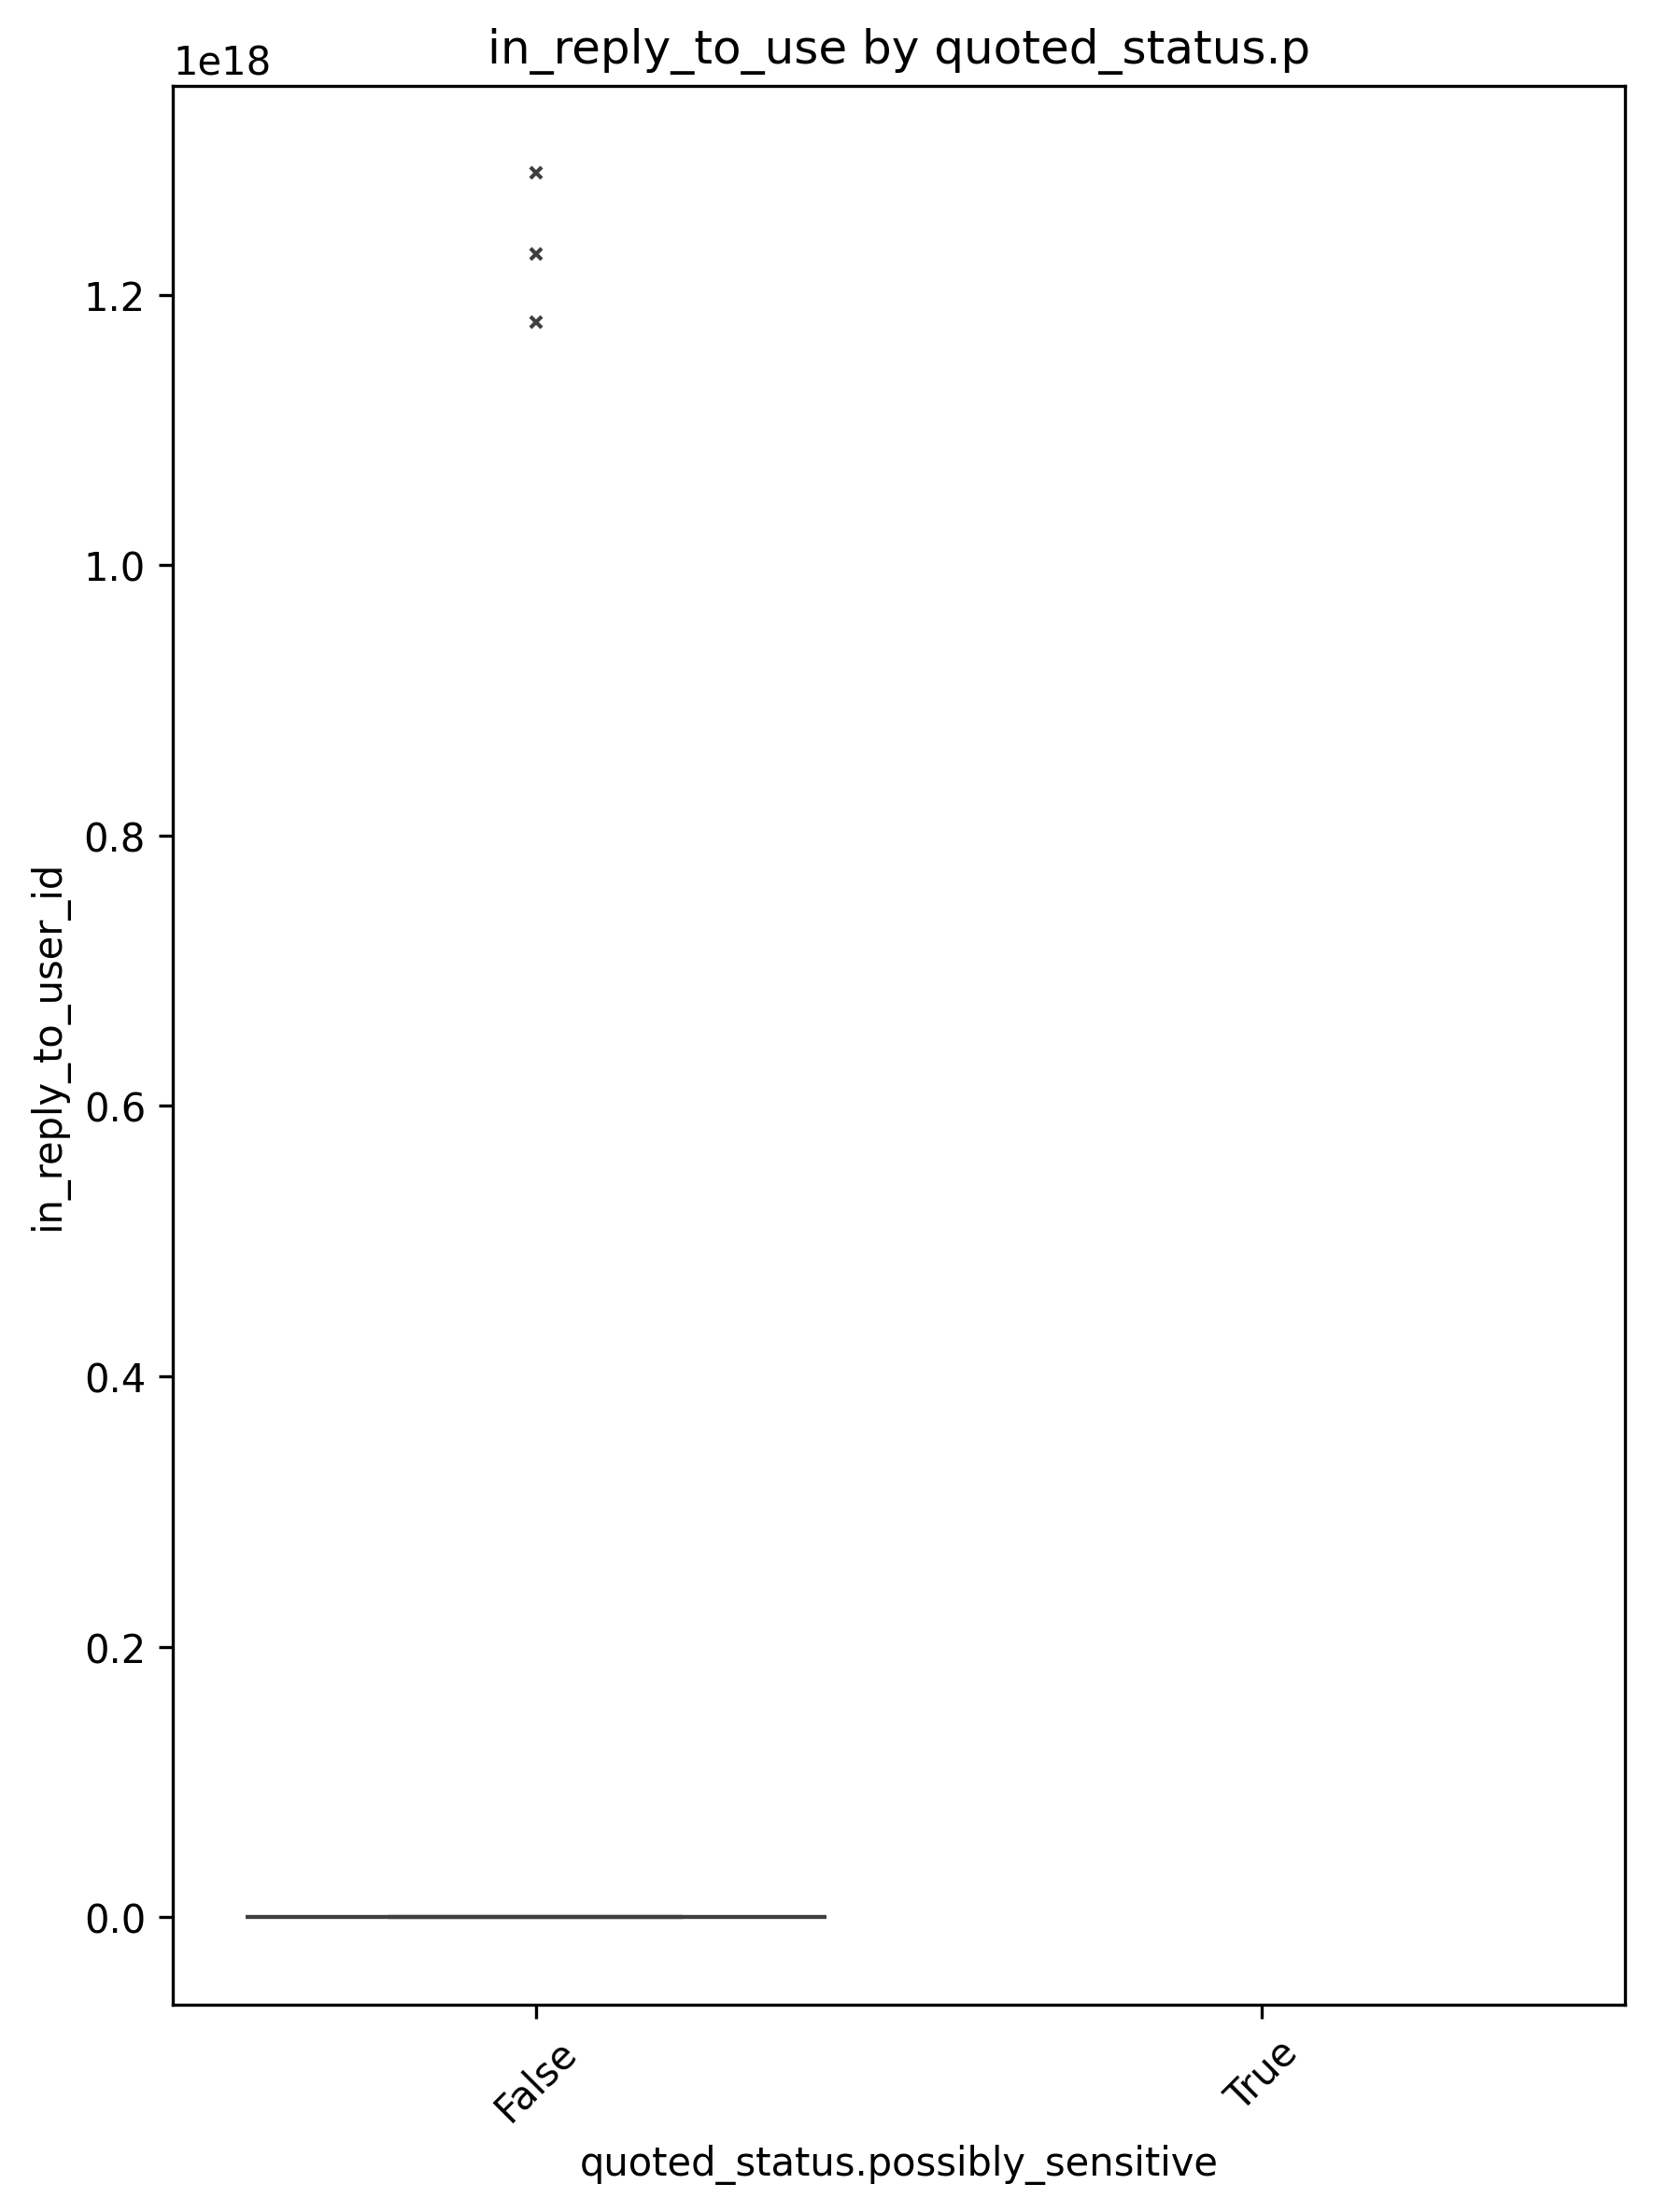 in_reply_to_use by quoted_status.p
1e18
1.2
1.0
0.8
0.6
0.4
0.2
0.0
in_reply_to_user_id
False
True
quoted_status.possibly_sensitive